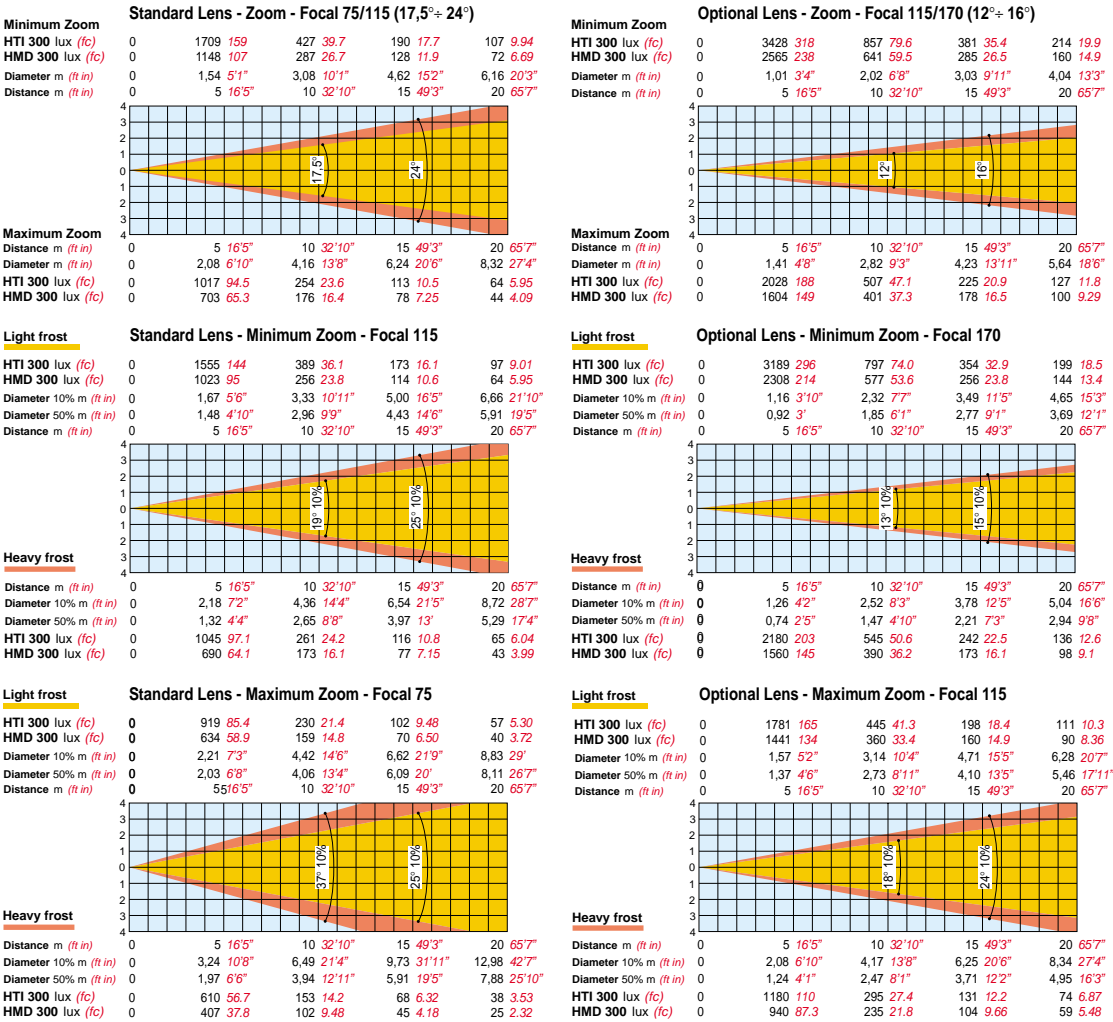 Standard Lens - Zoom - Focal 75/115 (17,5°÷ 24°)
Minimum Zoom
HTI 300 lux (fc) 0 1709 159 427 39.7 190 17.7 107 9.94
HMD 300 lux (fc) 0 1148 107 287 26.7 128 11.9 72 6.69
Diameter m (ft in) 0 1,54 5'1" 3,08 10'1" 4,62 15'2" 6,16 20'3"
Distance m (ft in) 0 5 16'5" 10 32'10" 15 49'3" 20 65'7"
4
3
2
1
0
1
2
3
4
17,5°
24°
Maximum Zoom
Distance m (ft in) 0 5 16'5" 10 32'10" 15 49'3" 20 65'7"
Diameter m (ft in) 0 2,08 6'10" 4,16 13'8" 6,24 20'6" 8,32 27'4"
HTI 300 lux (fc) 0 1017 94.5 254 23.6 113 10.5 64 5.95
HMD 300 lux (fc) 0 703 65.3 176 16.4 78 7.25 44 4.09
Optional Lens - Zoom - Focal 115/170 (12°÷ 16°)
Minimum Zoom
HTI 300 lux (fc) 0 3428 318 857 79.6 381 35.4 214 19.9
HMD 300 lux (fc) 0 2565 238 641 59.5 285 26.5 160 14.9
Diameter m (ft in) 0 1,01 3'4" 2,02 6'8" 3,03 9'11" 4,04 13'3"
Distance m (ft in) 0 5 16'5" 10 32'10" 15 49'3" 20 65'7"
4
3
2
1
0
1
2
3
4
12°
16°
Maximum Zoom
Distance m (ft in) 0 5 16'5" 10 32'10" 15 49'3" 20 65'7"
Diameter m (ft in) 0 1,41 4'8" 2,82 9'3" 4,23 13'11" 5,64 18'6"
HTI 300 lux (fc) 0 2028 188 507 47.1 225 20.9 127 11.8
HMD 300 lux (fc) 0 1604 149 401 37.3 178 16.5 100 9.29
Light frost Standard Lens - Minimum Zoom - Focal 115
HTI 300 lux (fc) 0 1555 144 389 36.1 173 16.1 97 9.01
HMD 300 lux (fc) 0 1023 95 256 23.8 114 10.6 64 5.95
Diameter 10% m (ft in) 0 1,67 5'6" 3,33 10'11" 5,00 16'5" 6,66 21'10"
Diameter 50% m (ft in) 0 1,48 4'10" 2,96 9'9" 4,43 14'6" 5,91 19'5"
Distance m (ft in) 0 5 16'5" 10 32'10" 15 49'3" 20 65'7"
4
3
2
1
0
1
2
3
4
19° 10%
25° 10%
Heavy frost
Distance m (ft in) 0 5 16'5" 10 32'10" 15 49'3" 20 65'7"
Diameter 10% m (ft in) 0 2,18 7'2" 4,36 14'4" 6,54 21'5" 8,72 28'7"
Diameter 50% m (ft in) 0 1,32 4'4" 2,65 8'8" 3,97 13' 5,29 17'4"
HTI 300 lux (fc) 0 1045 97.1 261 24.2 116 10.8 65 6.04
HMD 300 lux (fc) 0 690 64.1 173 16.1 77 7.15 43 3.99
Light frost Optional Lens - Minimum Zoom - Focal 170
HTI 300 lux (fc) 0 3189 296 797 74.0 354 32.9 199 18.5
HMD 300 lux (fc) 0 2308 214 577 53.6 256 23.8 144 13.4
Diameter 10% m (ft in) 0 1,16 3'10" 2,32 7'7" 3,49 11'5" 4,65 15'3"
Diameter 50% m (ft in) 0 0,92 3' 1,85 6'1" 2,77 9'1" 3,69 12'1"
Distance m (ft in) 0 5 16'5" 10 32'10" 15 49'3" 20 65'7"
4
3
2
1
0
1
2
3
4
13° 10%
15° 10%
Heavy frost
Distance m (ft in) 0 5 16'5" 10 32'10" 15 49'3" 20 65'7"
Diameter 10% m (ft in) 0 1,26 4'2" 2,52 8'3" 3,78 12'5" 5,04 16'6"
Diameter 50% m (ft in) 0 0,74 2'5" 1,47 4'10" 2,21 7'3" 2,94 9'8"
HTI 300 lux (fc) 0 2180 203 545 50.6 242 22.5 136 12.6
HMD 300 lux (fc) 0 1560 145 390 36.2 173 16.1 98 9.1
Light frost Standard Lens - Maximum Zoom - Focal 75
HTI 300 lux (fc) 0 919 85.4 230 21.4 102 9.48 57 5.30
HMD 300 lux (fc) 0 634 58.9 159 14.8 70 6.50 40 3.72
Diameter 10% m (ft in) 0 2,21 7'3" 4,42 14'6" 6,62 21'9" 8,83 29'
Diameter 50% m (ft in) 0 2,03 6'8" 4,06 13'4" 6,09 20' 8,11 26'7"
Distance m (ft in) 0 5516'5" 10 32'10" 15 49'3" 20 65'7"
4
3
2
1
0
1
2
3
4
37° 10%
25° 10%
Heavy frost
Distance m (ft in) 0 5 16'5" 10 32'10" 15 49'3" 20 65'7"
Diameter 10% m (ft in) 0 3,24 10'8" 6,49 21'4" 9,73 31'11" 12,98 42'7"
Diameter 50% m (ft in) 0 1,97 6'6" 3,94 12'11" 5,91 19'5" 7,88 25'10"
HTI 300 lux (fc) 0 610 56.7 153 14.2 68 6.32 38 3.53
HMD 300 lux (fc) 0 407 37.8 102 9.48 45 4.18 25 2.32
Light frost Optional Lens - Maximum Zoom - Focal 115
HTI 300 lux (fc) 0 1781 165 445 41.3 198 18.4 111 10.3
HMD 300 lux (fc) 0 1441 134 360 33.4 160 14.9 90 8.36
Diameter 10% m (ft in) 0 1,57 5'2" 3,14 10'4" 4,71 15'5" 6,28 20'7"
Diameter 50% m (ft in) 0 1,37 4'6" 2,73 8'11" 4,10 13'5" 5,46 17'11"
Distance m (ft in) 0 5 16'5" 10 32'10" 15 49'3" 20 65'7"
4
3
2
1
0
1
2
3
4
18° 10%
24° 10%
Heavy frost
Distance m (ft in) 0 5 16'5" 10 32'10" 15 49'3" 20 65'7"
Diameter 10% m (ft in) 0 2,08 6'10" 4,17 13'8" 6,25 20'6" 8,34 27'4"
Diameter 50% m (ft in) 0 1,24 4'1" 2,47 8'1" 3,71 12'2" 4,95 16'3"
HTI 300 lux (fc) 0 1180 110 295 27.4 131 12.2 74 6.87
HMD 300 lux (fc) 0 940 87.3 235 21.8 104 9.66 59 5.48